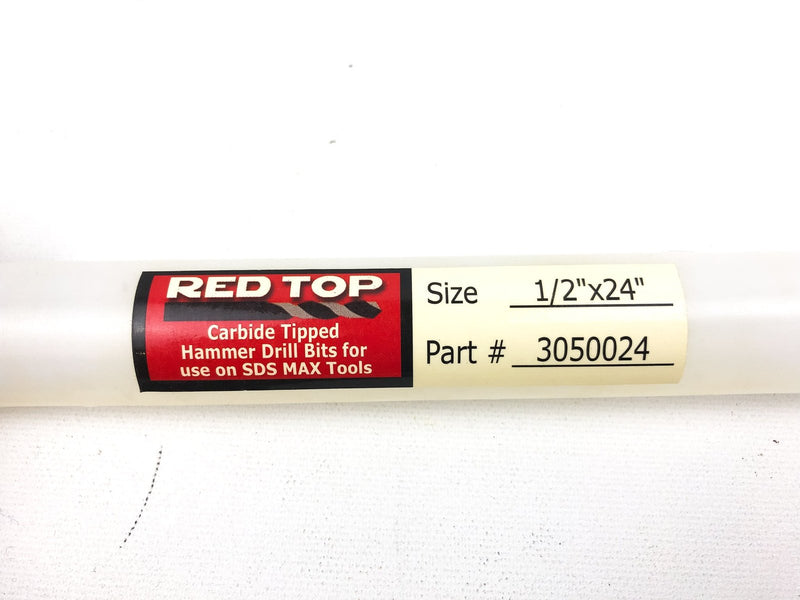 RED TOP
Carbide Tipped
Hammer Drill Bits for
use on SDS MAX Tools
Size 1/2"x24"
Part # 3050024